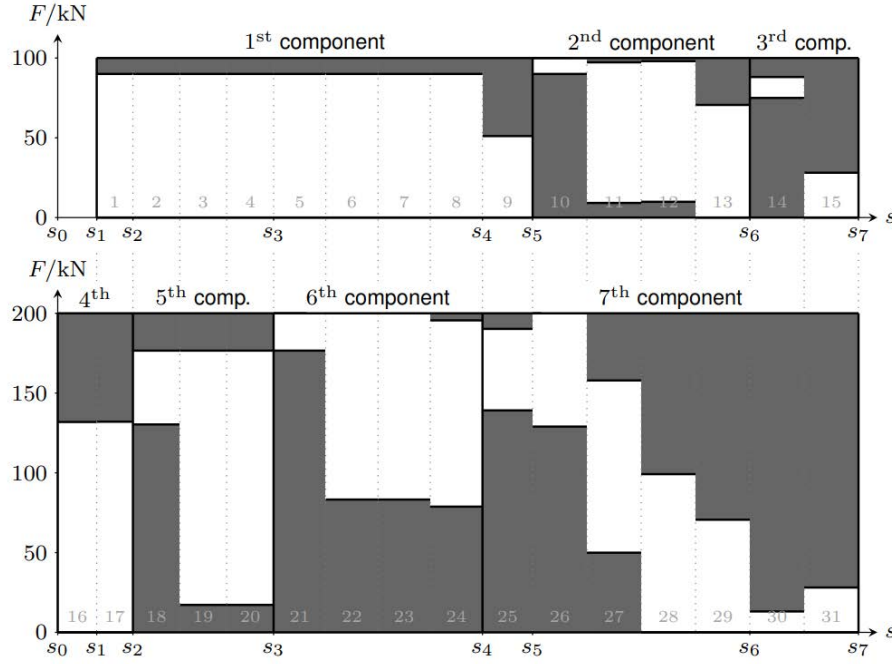 F/kN
1st component 2nd component 3rd comp.
100
50
1 2 3 4 5 6 7 8 9 10 11 12 13 14 15
0
s0 s1 s2 s3 s4 s5 s6 s7 s
F/kN
4th 5th comp. 6th component 7th component
200
150
100
50
16 17 18 19 20 21 22 23 24 25 26 27 28 29 30 31
0
s0 s1 s2 s3 s4 s5 s6 s7 s